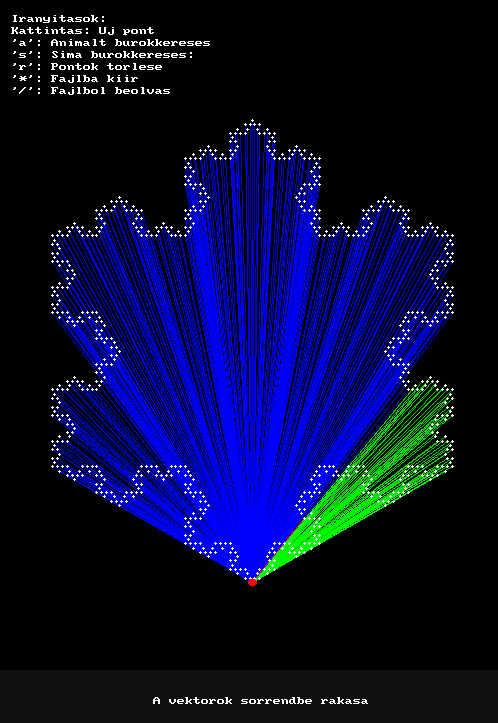 Iranyitasok:
Kattintas: Uj pont
'a': Animalt burokkereses
's': Sima burokkereses:
'r': Pontok torlese
'*': Fajlba kiir
'/': Fajlbol beolvas
A vektorok sorrendbe rakasa